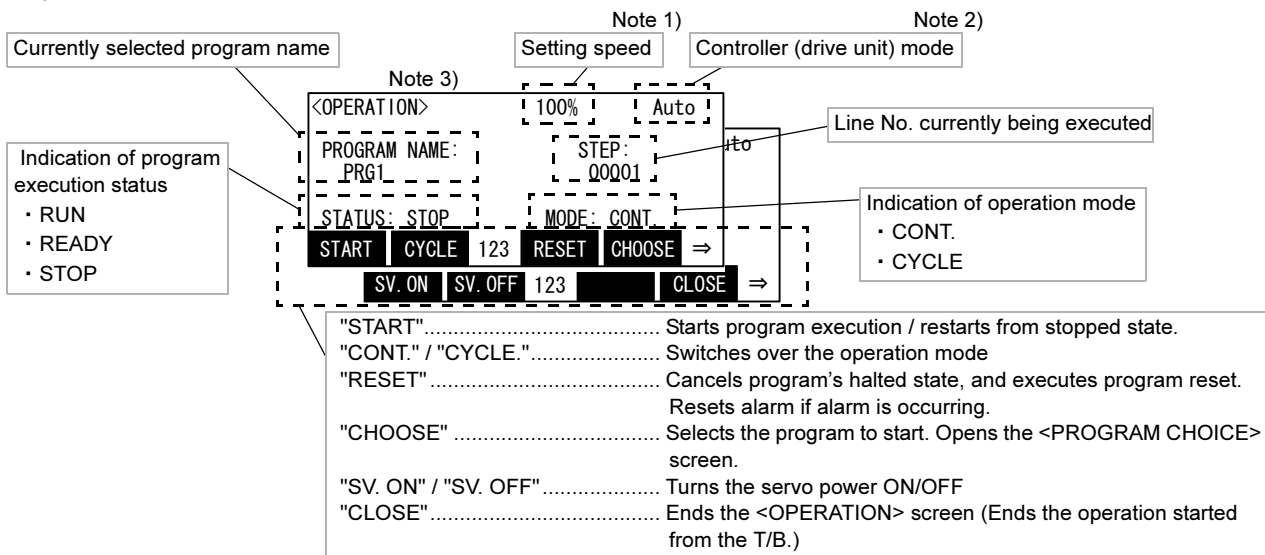 Note 1)
Note 2)
Currently selected program name
Setting speed
Controller (drive unit) mode
Note 3)
<OPERATION> 100% Auto
Line No. currently being executed
PROGRAM NAME: STEP:
PRG1 00001
uto
Indication of program
execution status
・RUN
・READY
・STOP
STATUS: STOP MODE: CONT.
Indication of operation mode
・CONT.
・CYCLE
START CYCLE 123 RESET CHOOSE ⇒
SV. ON SV. OFF 123 CLOSE ⇒
"START"....................................... Starts program execution / restarts from stopped state.
"CONT." / "CYCLE."..................... Switches over the operation mode
"RESET"...................................... Cancels program's halted state, and executes program reset.
Resets alarm if alarm is occurring.
"CHOOSE" .................................. Selects the program to start. Opens the <PROGRAM CHOICE>
screen.
"SV. ON" / "SV. OFF"................... Turns the servo power ON/OFF
"CLOSE"...................................... Ends the <OPERATION> screen (Ends the operation started
from the T/B.)